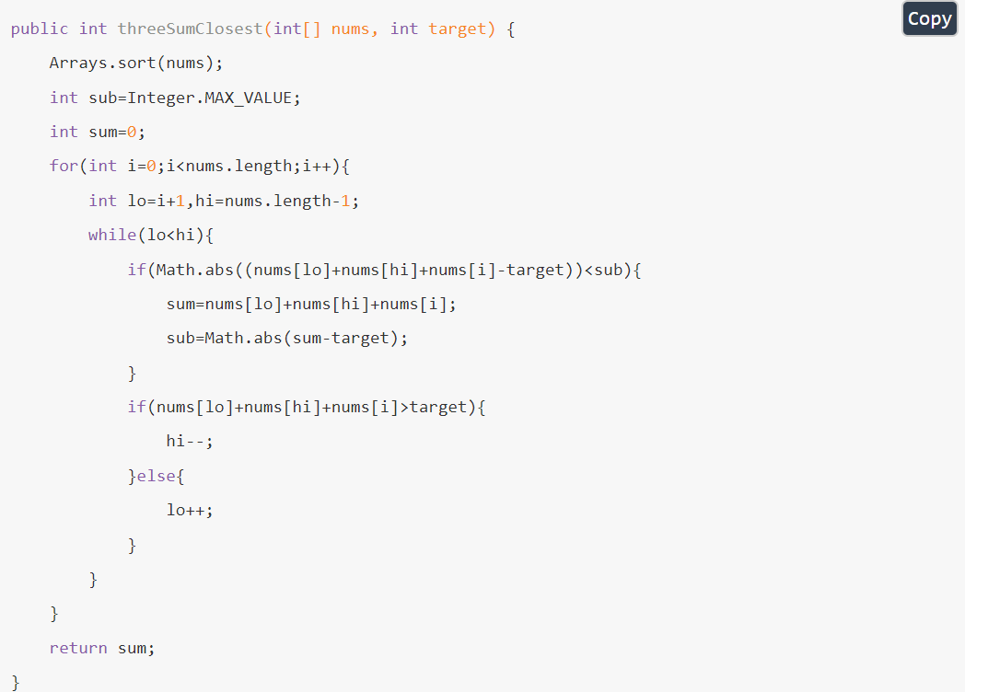 public int threeSumClosest(int[] nums, int target) {
Copy
    Arrays.sort(nums);
    int sub=Integer.MAX_VALUE;
    int sum=0;
    for(int i=0;i<nums.length;i++){
        int lo=i+1,hi=nums.length-1;
        while(lo<hi){
            if(Math.abs((nums[lo]+nums[hi]+nums[i]-target))<sub){
                sum=nums[lo]+nums[hi]+nums[i];
                sub=Math.abs(sum-target);
            }
            if(nums[lo]+nums[hi]+nums[i]>target){
                hi--;
            }else{
                lo++;
            }
        }
    }
    return sum;
}